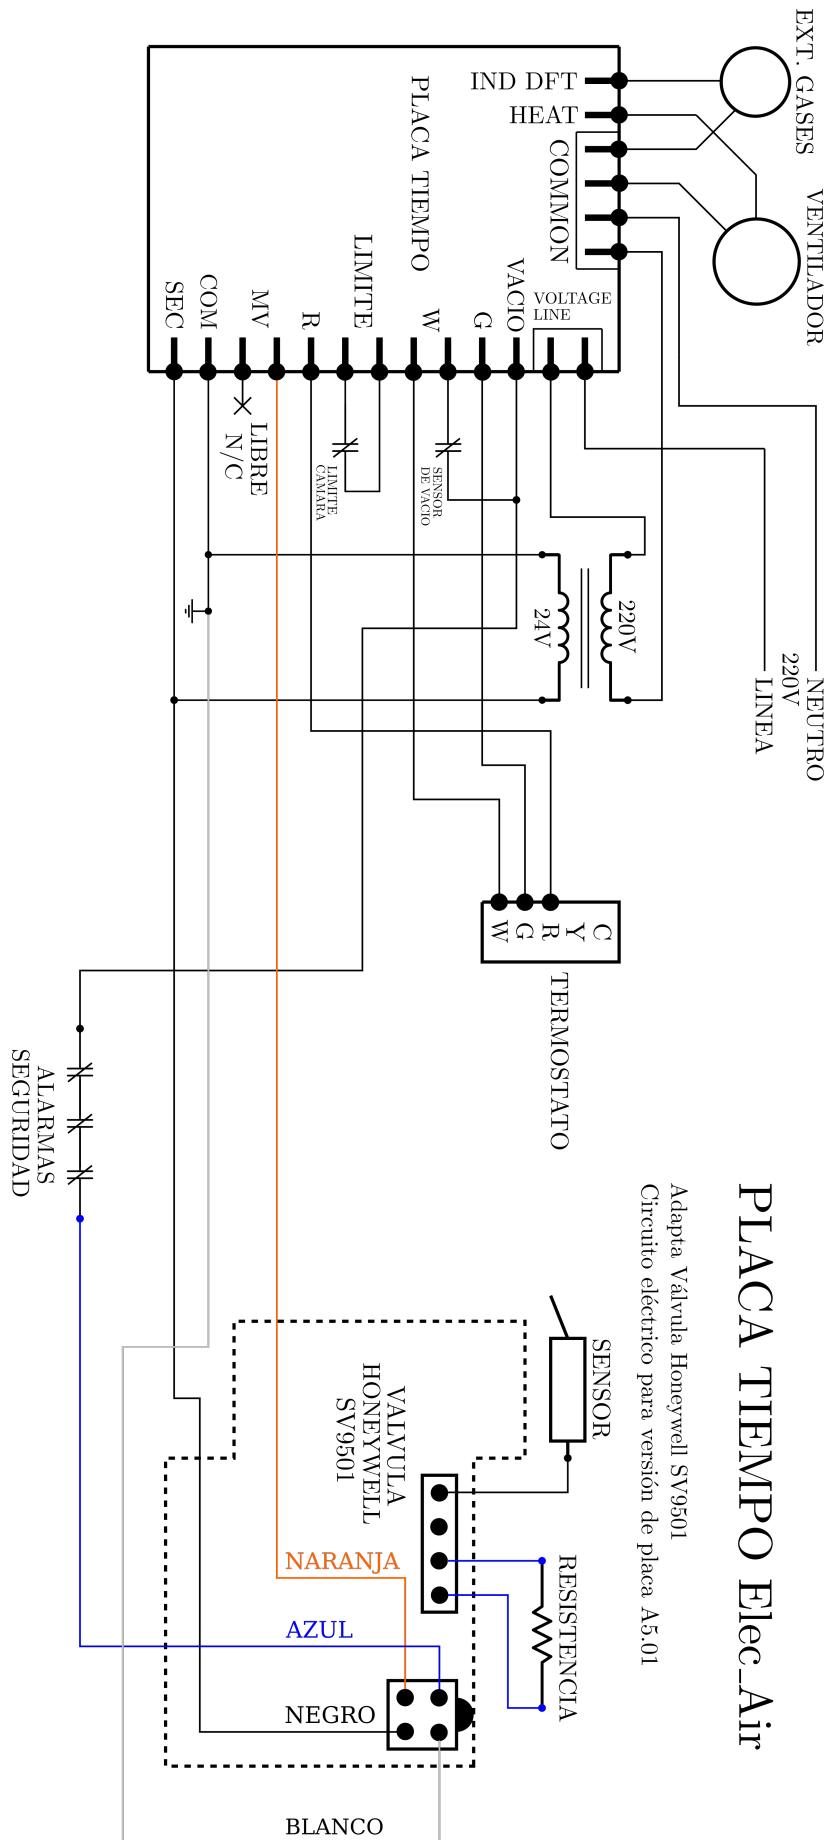 PLACA TIEMPO Elec_Air
Adapta Válvula Honeywell SV9501
Circuito eléctrico para versión de placa A5.01
EXT. GASES
VENTILADOR
IND DFT
HEAT
COMMON
PLACA TIEMPO
VOLTAGE
LINE
SEC
COM
MV
R
LIMITE
W
G
VACIO
LIBRE
N/C
LIMITE
CAMARA
SENSOR
DE VACIO
220V
24V
NEUTRO
220V
LINEA
C
Y
R
G
W
TERMOSTATO
ALARMAS
SEGURIDAD
SENSOR
VALVULA
HONEYWELL
SV9501
RESISTENCIA
NARANJA
AZUL
NEGRO
BLANCO